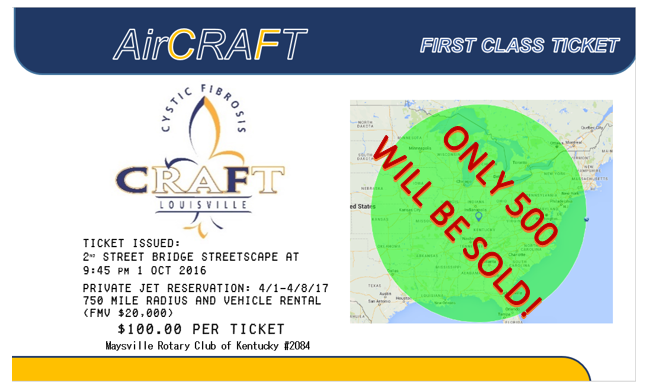 AirCRAFT
FIRST CLASS TICKET
CYSTIC FIBROSIS
CRAFT
LOUISVILLE
TICKET ISSUED:
2ND STREET BRIDGE STREETSCAPE AT
9:45 PM 1 OCT 2016
PRIVATE JET RESERVATION: 4/1-4/8/17
750 MILE RADIUS AND VEHICLE RENTAL
(FMV $20,000)
$100.00 PER TICKET
Maysville Rotary Club of Kentucky #2084
ONLY 500
WILL BE SOLD!
ed States